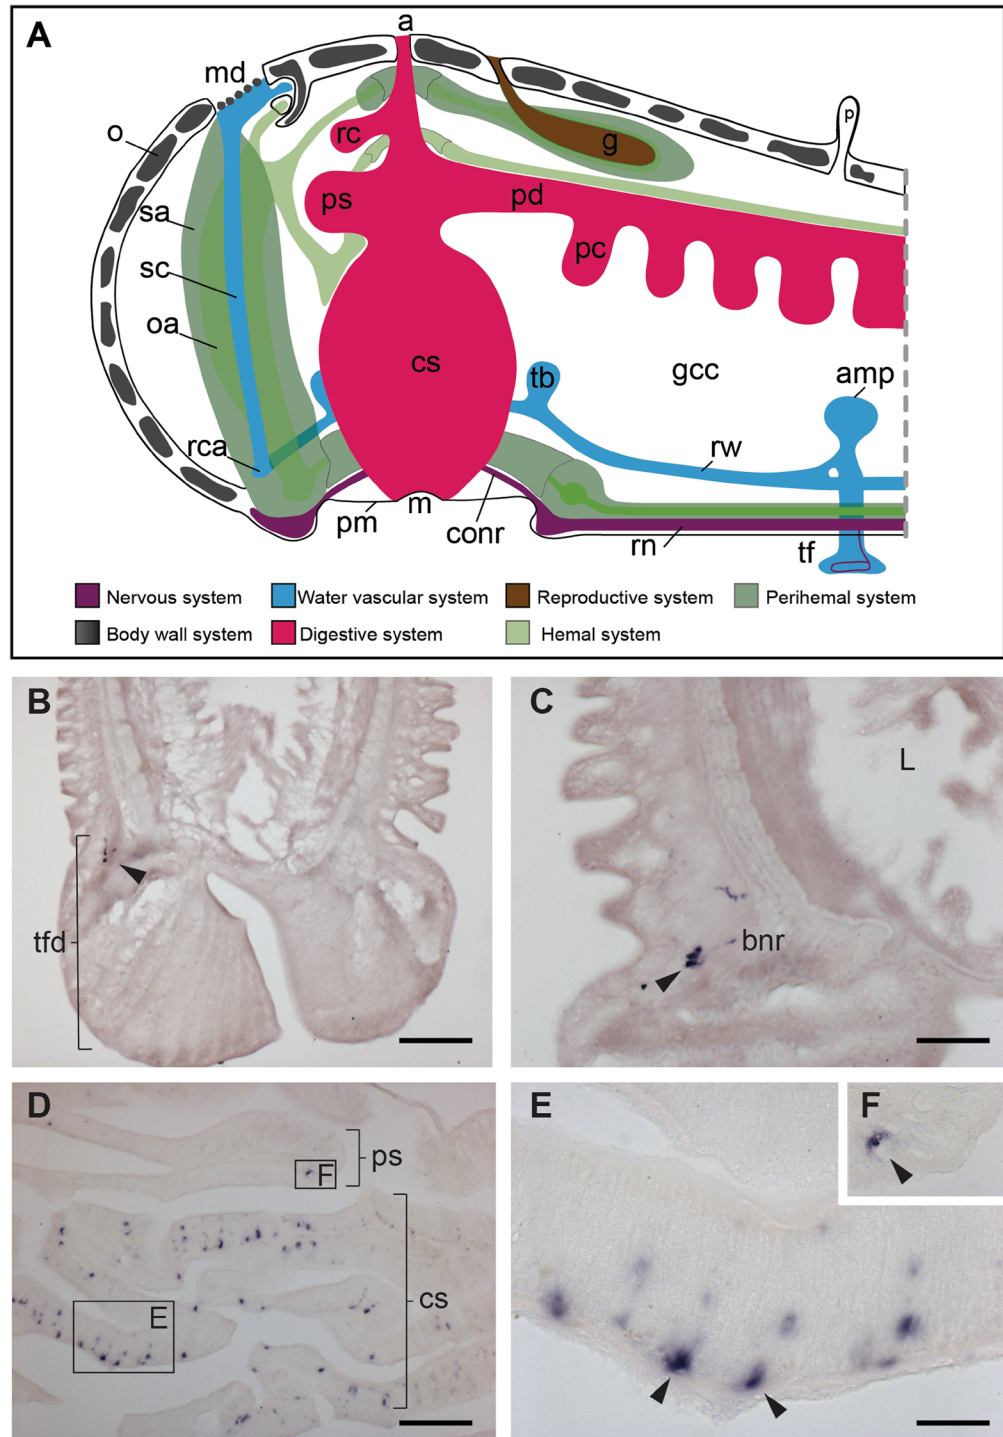 A
a
md
o
rc
g
p
ps
pd
sa
pc
sc
oa
cs
tb
gcc
amp
rca
rw
pm
m
conr
rn
tf
Nervous system
Water vascular system
Reproductive system
Perihemal system
Body wall system
Digestive system
Hemal system
B
tfd
C
L
bnr
D
ps
F
cs
E
E
F